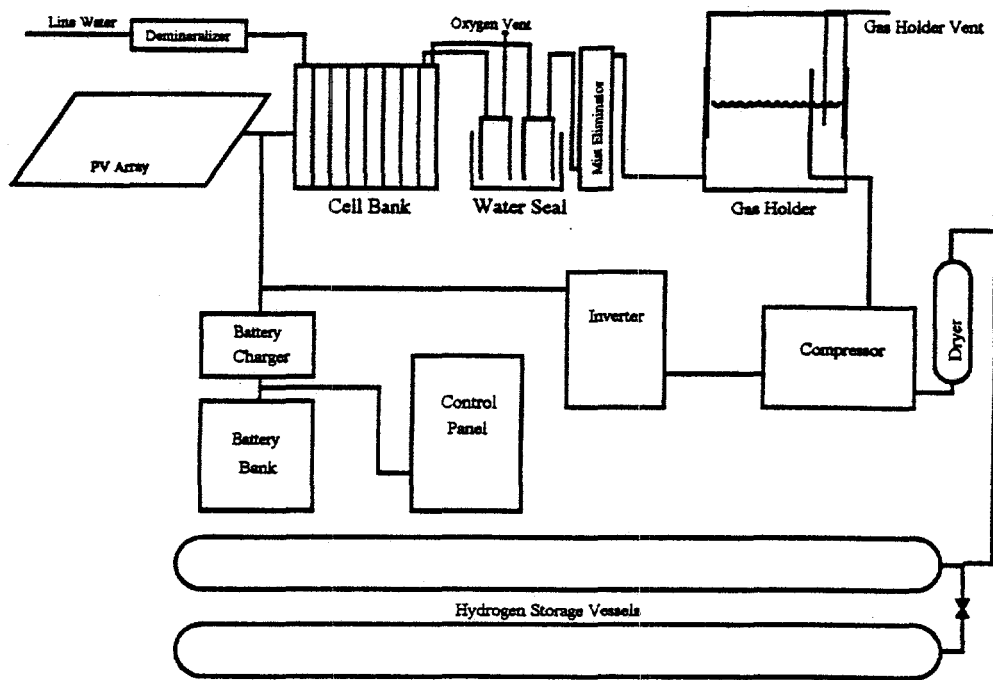 Line Water
Demineralizer
Oxygen Vent
Gas Holder Vent
Mist Eliminator
PV Array
Cell Bank
Water Seal
Gas Holder
Inverter
Battery
Charger
Compressor
Dryer
Control
Panel
Battery
Bank
Hydrogen Storage Vessels